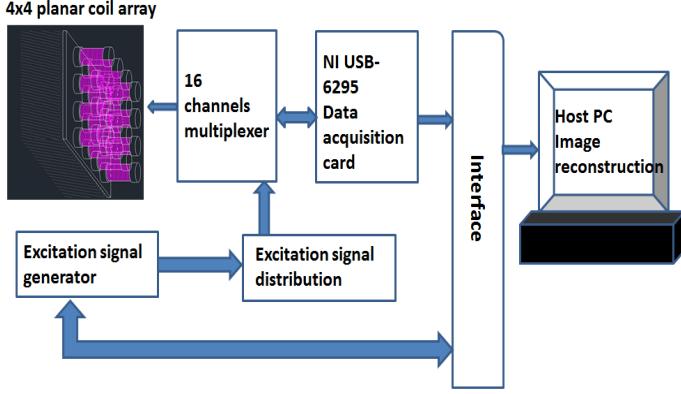 4x4 planar coil array
16
channels
multiplexer
NI USB-
6295
Data
acquisition
card
Interface
Host PC
Image
reconstruction
Excitation signal
generator
Excitation signal
distribution